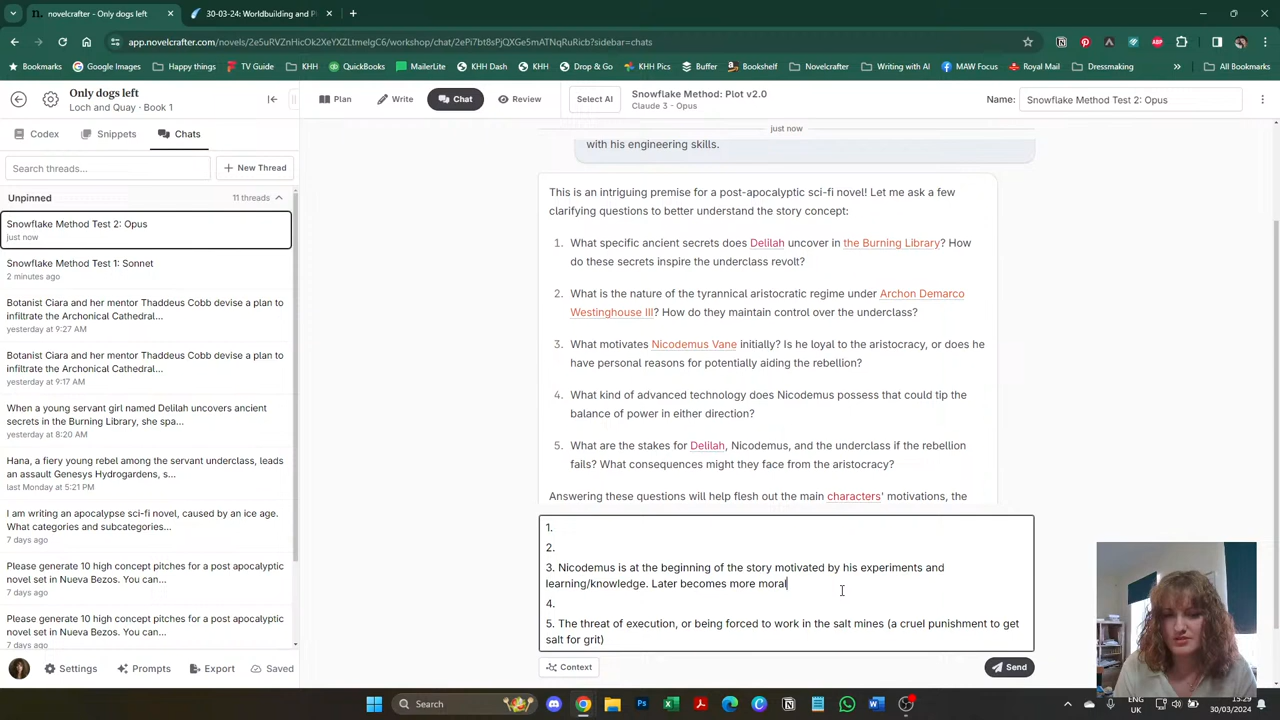 novelcrafter - Only dogs left
30-03-24: Worldbuilding and P
app.novelcrafter.com/novels/2e5uRVZnHicOk2XeYXZLtmelgC6/workshop/chat/2ePi7bt8sPjQXGe5mATNqRuRicb?sidebar=chats
Bookmarks
Google Images
Happy things
TV Guide
KHH
QuickBooks
MailerLite
KHH Dash
KHH
Drop & Go
KHH
Pics
Buffer
Bookshelf
Novelcrafter
Writing with AI
Royal Mail
Dressmaking
All Bookmarks
Only dogs left
Loch and Quay - Book 1
Plan
Write
Chat
Review
Select AI
Snowflake Method: Plot v2.0
Claude 3 - Opus
Name:
Snowflake Method Test 2: Opus
Codex
Snippets
Chats
Search threads...
+ New Thread
Unpinned
11 threads
Snowflake Method Test 2: Opus
just now
Snowflake Method Test 1: Sonnet
2 minutes ago
Botanist Ciara and her mentor Thaddeus Cobb devise a plan to
infiltrate the Archonical Cathedral...
yesterday at 9:27 AM
Botanist Ciara and her mentor Thaddeus Cobb devise a plan to
infiltrate the Archonical Cathedral...
yesterday at 9:17 AM
When a young servant girl named Delilah uncovers ancient
secrets in the Burning Library, she spa...
yesterday at 8:20 AM
Hana, a fiery young rebel among the servant underclass, leads
an assault Genesys Hydrogardens, s...
last Monday at 5:21 PM
I am writing an apocalypse sci-fi novel, caused by an ice age.
What categories and subcategories...
7 days ago
Please generate 10 high concept pitches for a post apocalyptic
novel set in Nueva Bezos. You can...
7 days ago
Please generate 10 high concept pitches for a post apocalyptic
novel set in Nueva Bezos. You can...
7 days ago
Settings
Prompts
Export
Saved
just now
with his engineering skills.
This is an intriguing premise for a post-apocalyptic sci-fi novel! Let me ask a few
clarifying questions to better understand the story concept:
1. What specific ancient secrets does Delilah uncover in the Burning Library? How
do these secrets inspire the underclass revolt?
2. What is the nature of the tyrannical aristocratic regime under Archon Demarco
Westinghouse III? How do they maintain control over the underclass?
3. What motivates Nicodemus Vane initially? Is he loyal to the aristocracy, or does he
have personal reasons for potentially aiding the rebellion?
4. What kind of advanced technology does Nicodemus possess that could tip the
balance of power in either direction?
5. What are the stakes for Delilah, Nicodemus, and the underclass if the rebellion
fails? What consequences might they face from the aristocracy?
Answering these questions will help flesh out the main characters' motivations, the
1.
2.
3. Nicodemus is at the beginning of the story motivated by his experiments and
learning/knowledge. Later becomes more moral
4.
5. The threat of execution, or being forced to work in the salt mines (a cruel punishment to get
salt for grit)
Context
Send
Search
ENG
UK
15:29
30/03/2024